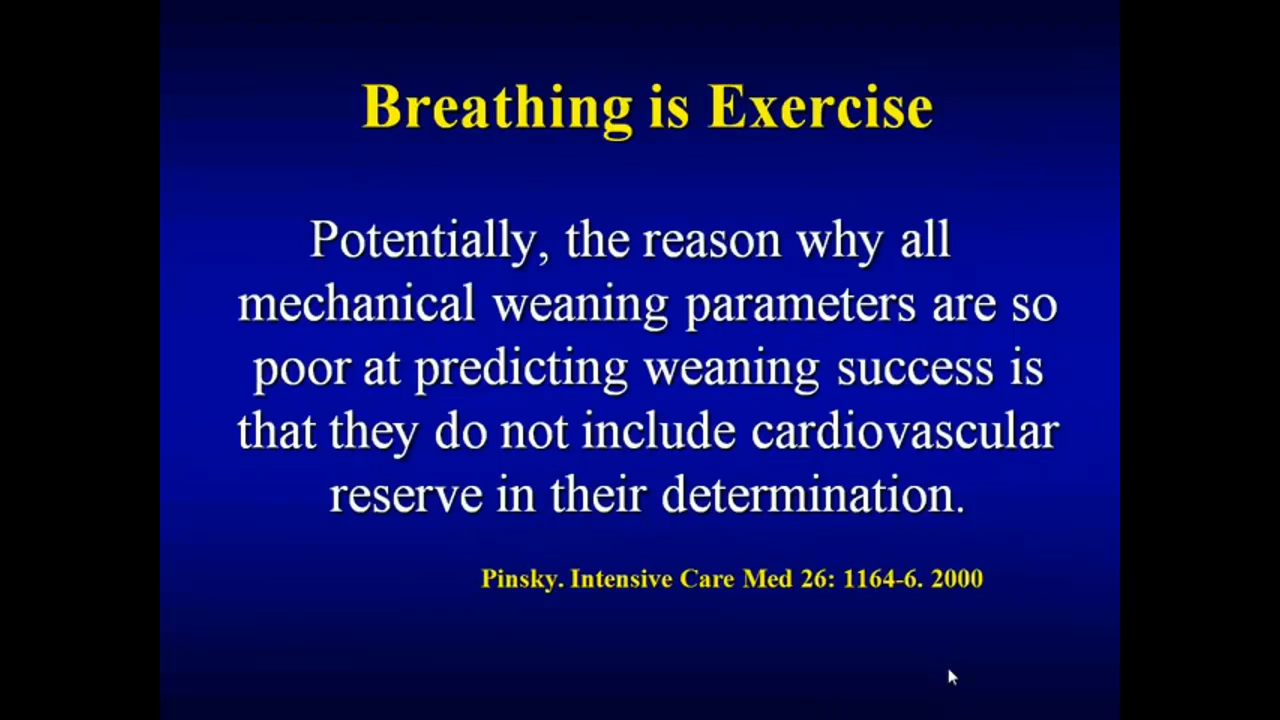 Breathing is Exercise
Potentially, the reason why all
mechanical weaning parameters are so
poor at predicting weaning success is
that they do not include cardiovascular
reserve in their determination.
Pinsky. Intensive Care Med 26: 1164-6. 2000